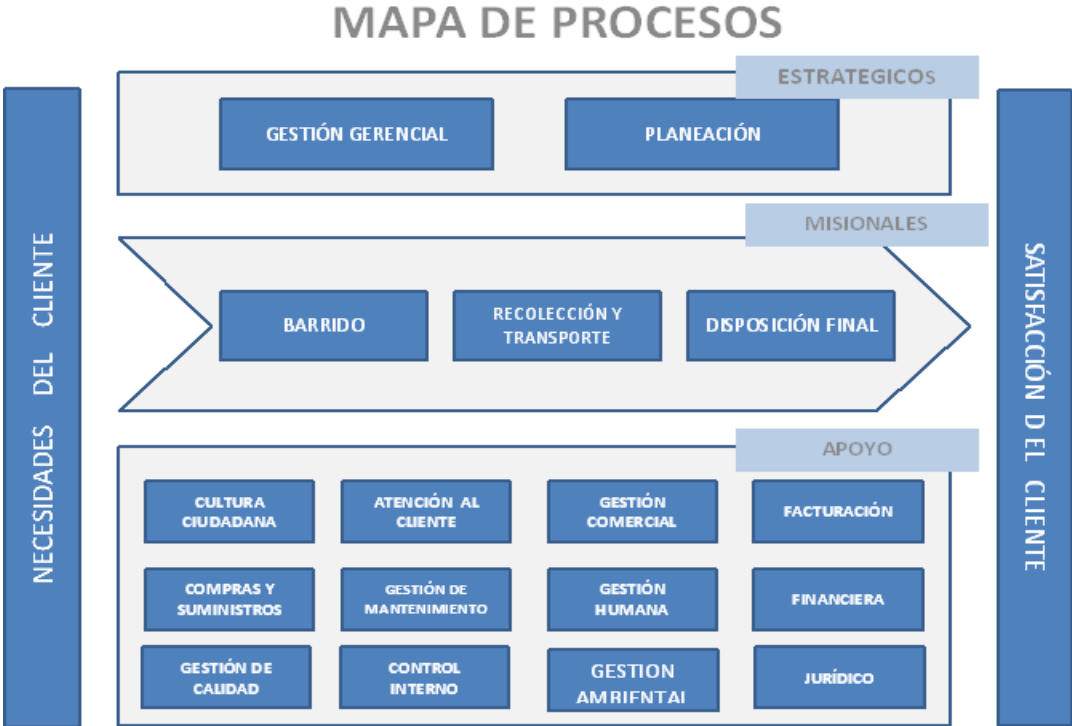 MAPA DE PROCESOS
ESTRATEGICOS
GESTIÓN GERENCIAL
PLANEACIÓN
NECESIDADES DEL CLIENTE
MISIONALES
BARRIDO
RECOLECCIÓN Y
TRANSPORTE
DISPOSICIÓN FINAL
SATISFACCIÓN D EL CLIENTE
APOYO
CULTURA
CIUDADANA
ATENCIÓN AL
CLIENTE
GESTIÓN
COMERCIAL
FACTURACIÓN
COMPRAS Y
SUMINISTROS
GESTIÓN DE
MANTENIMIENTO
GESTIÓN
HUMANA
FINANCIERA
GESTIÓN DE
CALIDAD
CONTROL
INTERNO
GESTION
AMBIENTAL
JURÍDICO